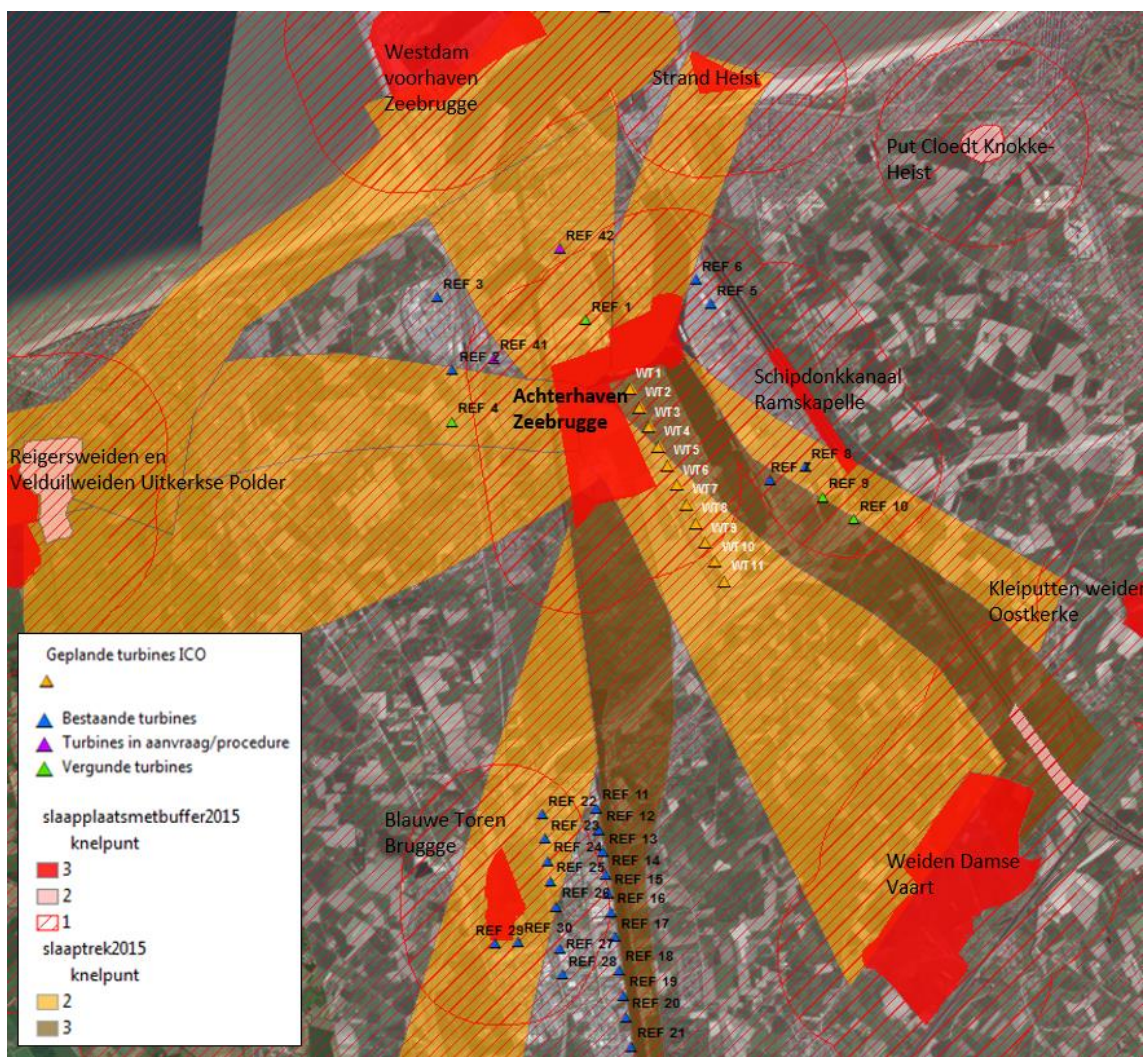 Westdam
voorhaven
Zeebrugge
Strand Heist
Put Cloedt Knokke-
Heist
REF 42
REF 6
REF 3
REF 5
REF 1
REF 41
REF 2
Schipdonkkanaal
Ramskapelle
WT1
Achterhaven
Zeebrugge
WT2
WT3
REF 4
WT4
WT5
REF 8
Reigersweiden en
Velduilweiden Uitkerkse Polder
WT6
REF 7
WT7
REF 9
WT8
REF 10
WT9
WT10
WT11
Kleiputten weiden
Oostkerke
Geplande turbines ICO
Bestaande turbines
Turbines in aanvraag/procedure
Vergunde turbines
slaapplaatsmetbuffer2015
knelpunt
3
2
1
slaaptrek2015
knelpunt
2
3
Blauwe Toren
Bruggge
REF 22
REF 11
REF 12
REF 23
REF 13
REF 24
REF 14
REF 25
REF 15
REF 26
REF 16
REF 29
REF 30
REF 17
REF 27
REF 28
REF 18
REF 19
REF 20
REF 21
Weiden Damse
Vaart